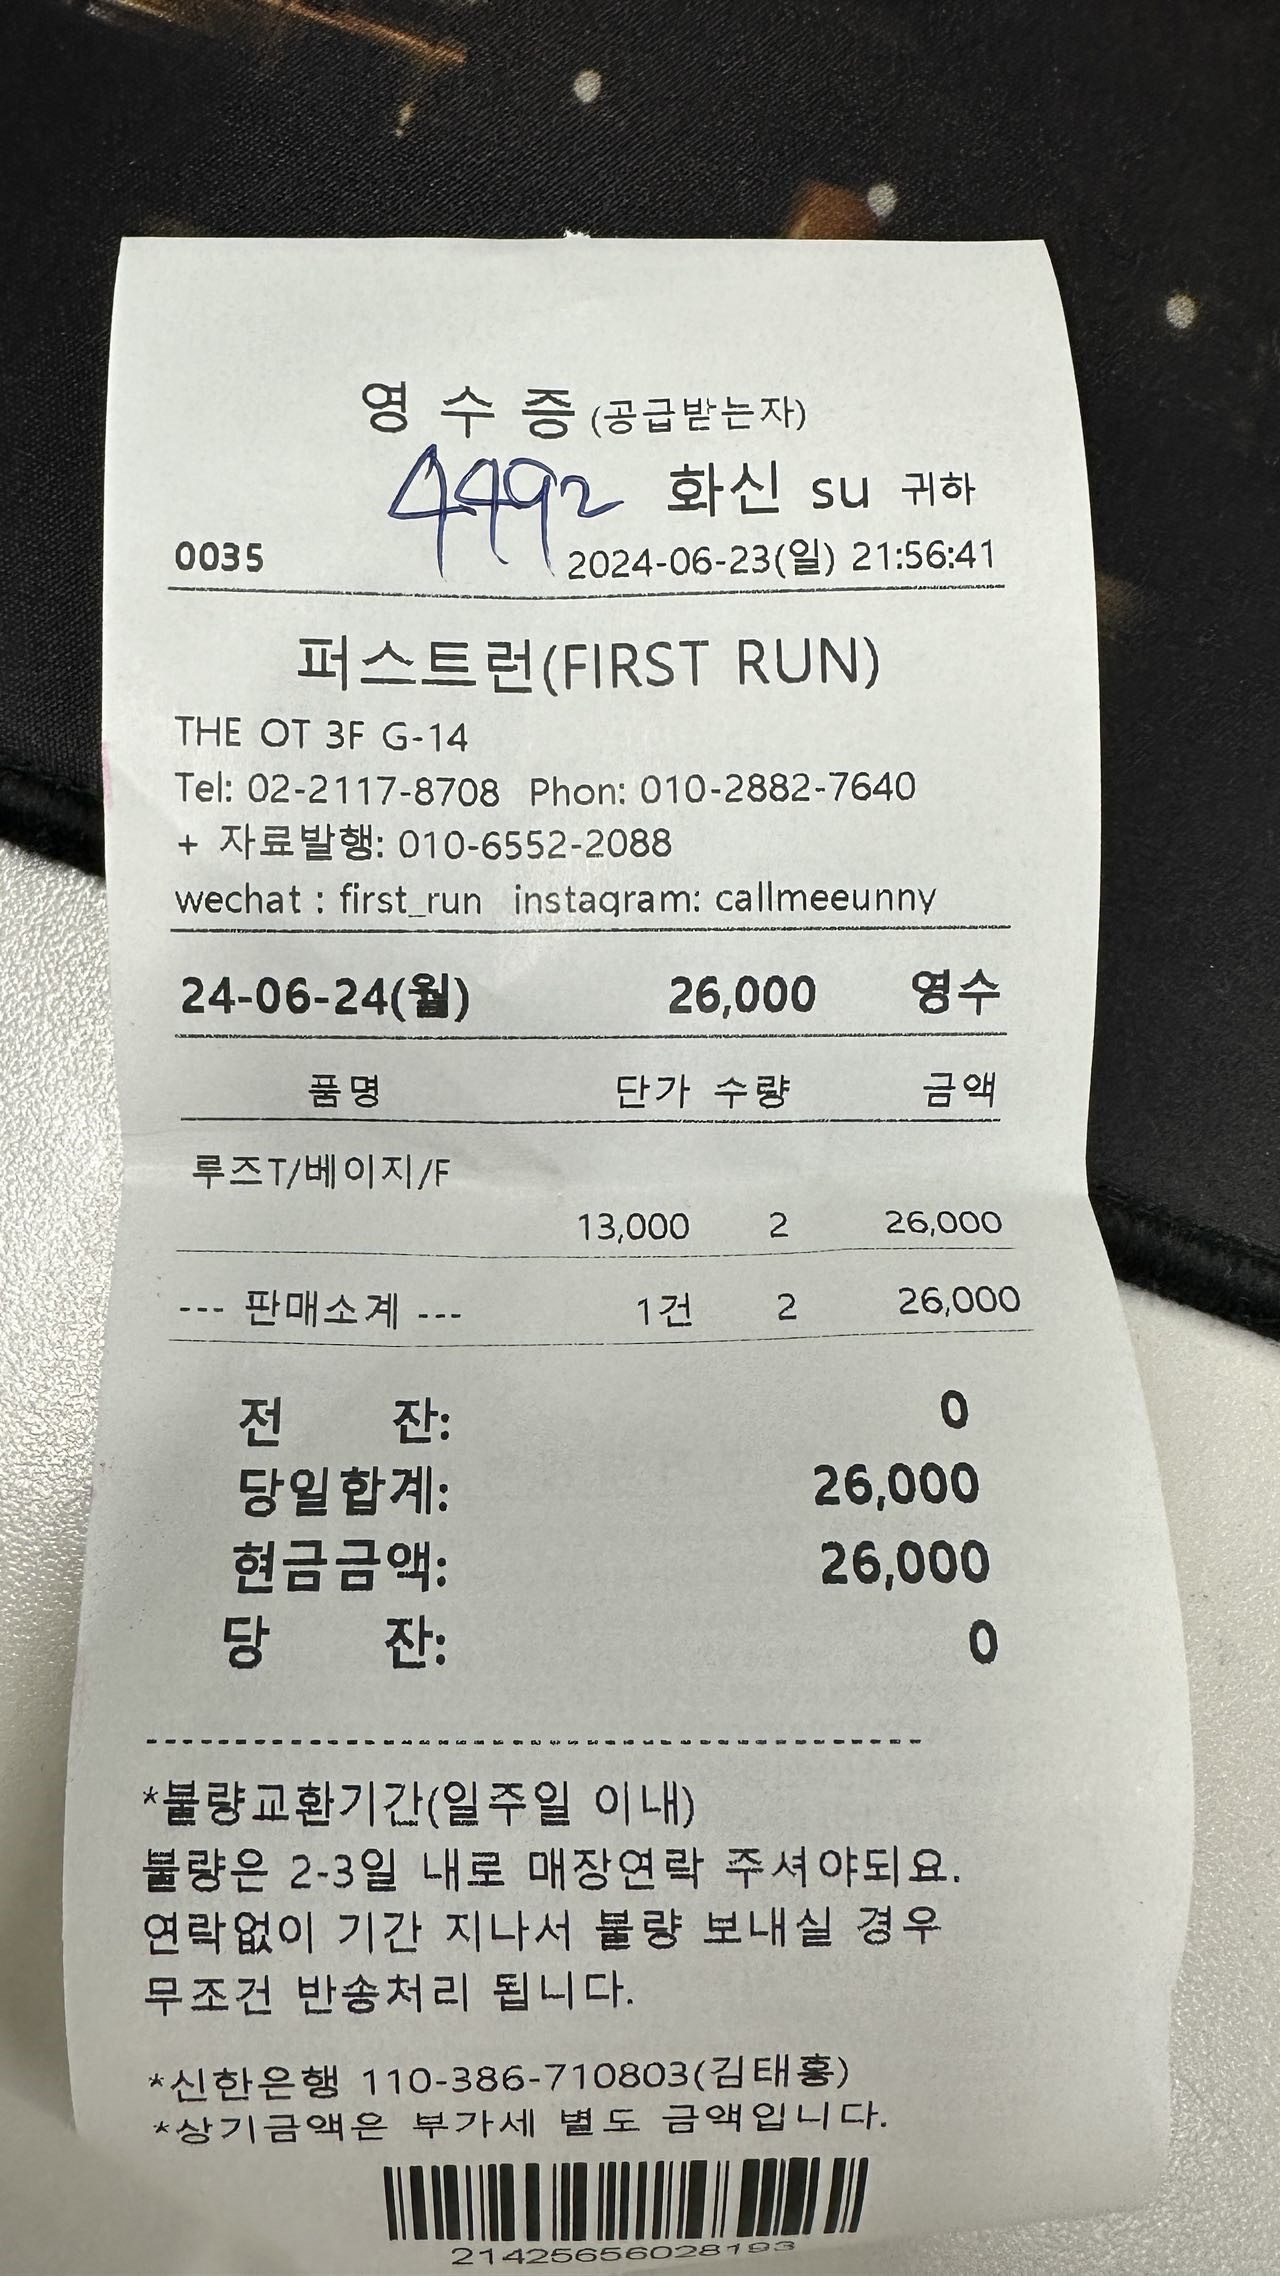 영 수 증 (공급받는자)
4492 화신 su 귀하
0035 2024-06-23(일) 21:56:41
퍼스트런(FIRST RUN)
THE OT 3F G-14
Tel: 02-2117-8708 Phon: 010-2882-7640
+ 자료발행: 010-6552-2088
wechat : first_run instagram: callmeeunny
24-06-24(월) 26,000 영수
품명 단가 수량 금액
루즈T/베이지/F
13,000 2 26,000
--- 판매소계 --- 1건 2 26,000
전 잔: 0
당일합계: 26,000
현금금액: 26,000
당 잔: 0
*불량교환기간(일주일 이내)
불량은 2-3일 내로 매장연락 주셔야되요.
연락없이 기간 지나서 불량 보내실 경우
무조건 반송처리 됩니다.
*신한은행 110-386-710803(김태홍)
*상기금액은 부가세 별도 금액입니다.
21425656028193